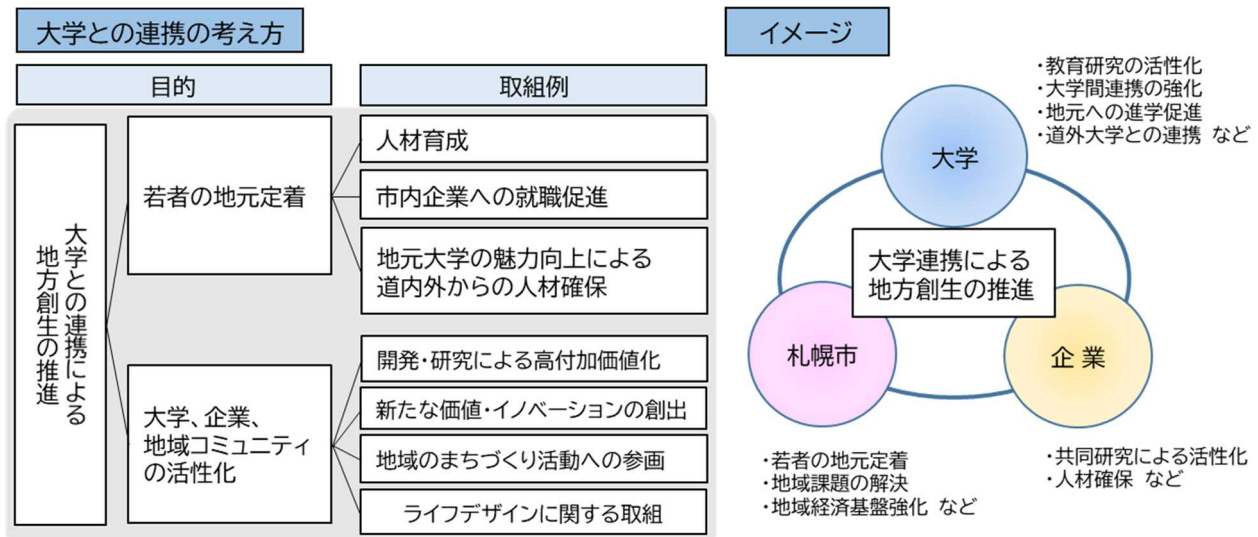 大学との連携の考え方
目的
取組例
大学との連携による
地方創生の推進
若者の地元定着
人材育成
市内企業への就職促進
地元大学の魅力向上による
道内外からの人材確保
大学、企業、
地域コミュニティ
の活性化
開発・研究による高付加価値化
新たな価値・イノベーションの創出
地域のまちづくり活動への参画
ライフデザインに関する取組
イメージ
・教育研究の活性化
・大学間連携の強化
・地元への進学促進
・道外大学との連携 など
大学
大学連携による
地方創生の推進
札幌市
企 業
・若者の地元定着
・地域課題の解決
・地域経済基盤強化 など
・共同研究による活性化
・人材確保 など